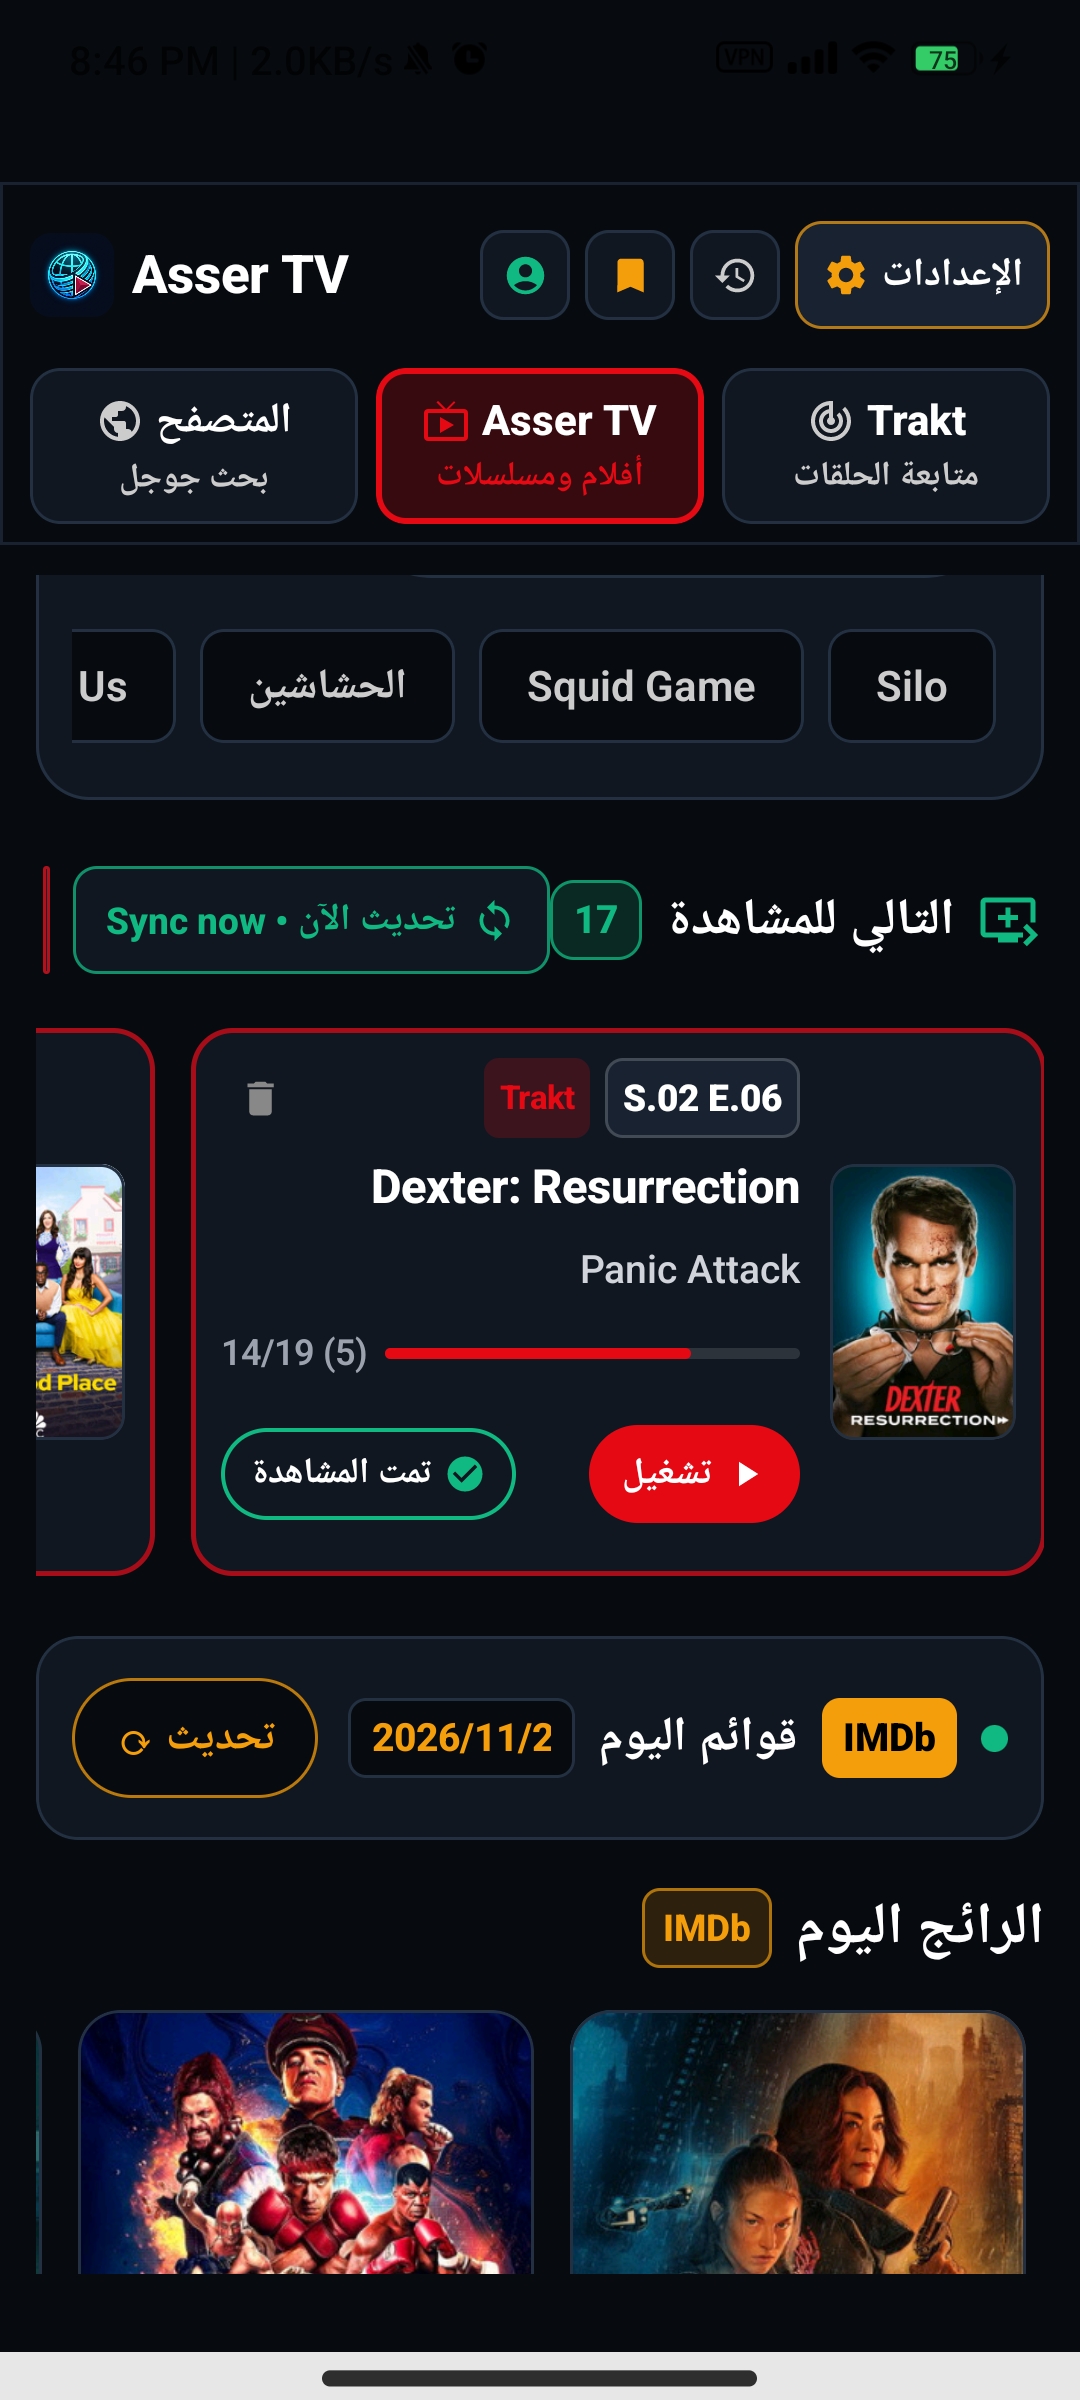 8:46 PM | 2.0KB/s VPN 75
Asser TV
الإعدادات
Trakt
متابعة الحلقات
Asser TV
أفلام ومسلسلات
المتصفح
بحث جوجل
Silo
Squid Game
الحشاشين
Us
التالي للمشاهدة 17
تحديث الآن • Sync now
S.02 E.06
Trakt
Dexter: Resurrection
Panic Attack
14/19 (5)
تشغيل
تمت المشاهدة
DEXTER
RESURRECTION
d Place
IMDb
قوائم اليوم
2026/11/2
تحديث
الرائج اليوم
IMDb